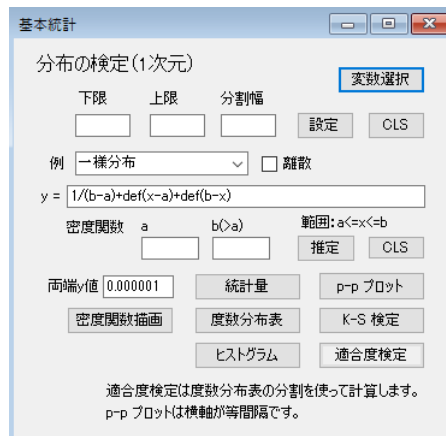 基本統計
分布の検定(1次元)
変数選択
下限 上限 分割幅
設定 CLS
例 一様分布 離散
y = 1/(b-a)+def(x-a)+def(b-x)
密度関数 a b(>a) 範囲:a<=x<=b
推定 CLS
両端y値 0.000001 統計量 p-p プロット
密度関数描画 度数分布表 K-S 検定
ヒストグラム 適合度検定
適合度検定は度数分布表の分割を使って計算します。
p-p プロットは横軸が等間隔です。